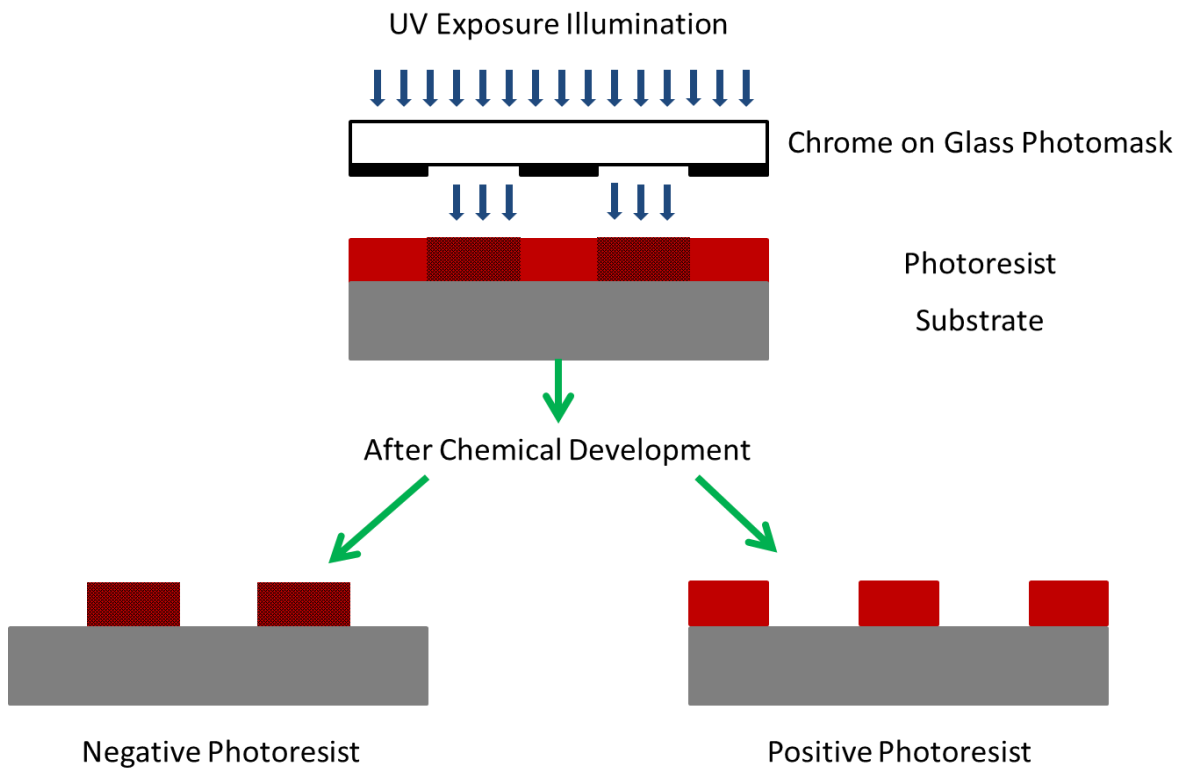 UV Exposure Illumination
Chrome on Glass Photomask
Photoresist
Substrate
After Chemical Development
Negative Photoresist
Positive Photoresist